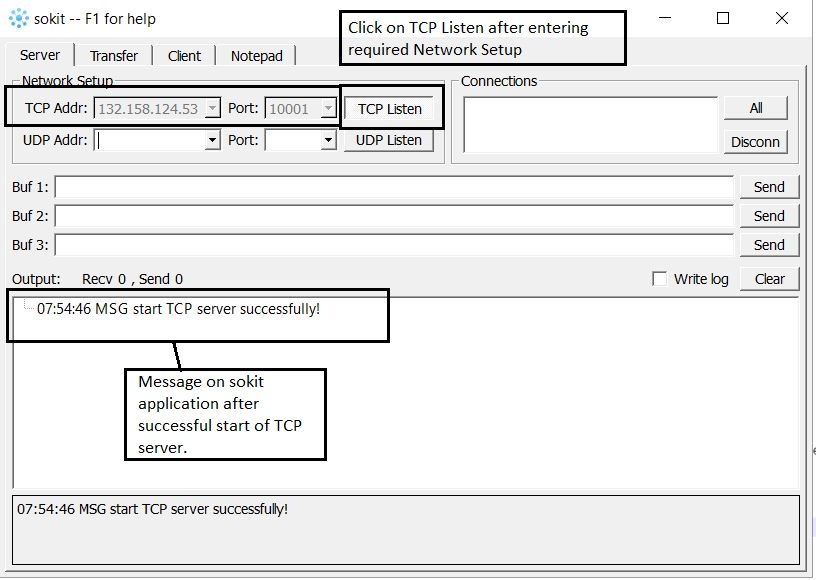 sokit -- F1 for help
Click on TCP Listen after entering
required Network Setup
Server Transfer Client Notepad
Network Setup
TCP Addr: 132.158.124.53 Port: 10001 TCP Listen
UDP Addr: Port: UDP Listen
Connections
All
Disconn
Buf 1: Send
Buf 2: Send
Buf 3: Send
Output: Recv 0 , Send 0 Write log Clear
07:54:46 MSG start TCP server successfully!
Message on sokit
application after
successful start of TCP
server.
07:54:46 MSG start TCP server successfully!